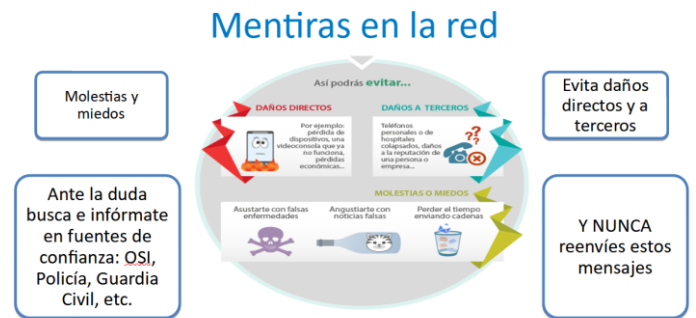 Mentiras en la red
Molestias y
miedos
Así podrás evitar...
DAÑOS DIRECTOS
Por ejemplo:
pérdida de
dispositivos, una
videoconsola que ya
no funciona,
pérdidas
económicas...
DAÑOS A TERCEROS
Teléfonos
personales o de
hospitales
colapsados, daños
a la reputación de
una persona o
empresa...
MOLESTIAS O MIEDOS
Asustarte con falsas
enfermedades
Angustiarte con
noticias falsas
Perder el tiempo
enviando cadenas
Evita daños
directos y a
terceros
Ante la duda
busca e infórmate
en fuentes de
confianza: OSI,
Policía, Guardia
Civil, etc.
Y NUNCA
reenvíes estos
mensajes